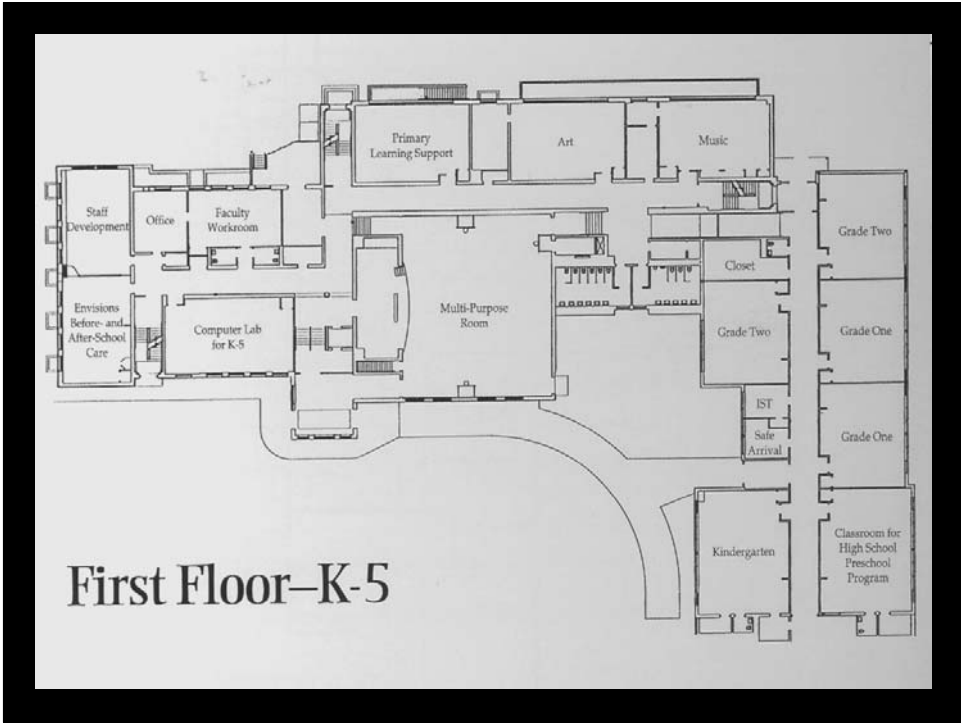 Primary
Learning Support
Art
Music
Staff
Development
Office
Faculty
Workroom
Grade Two
Closet
Envisions
Before- and
After-School
Care
Computer Lab
for K-5
Multi-Purpose
Room
Grade Two
Grade One
IST
Safe
Arrival
Grade One
Kindergarten
Classroom for
High School
Preschool
Program
First Floor–K-5